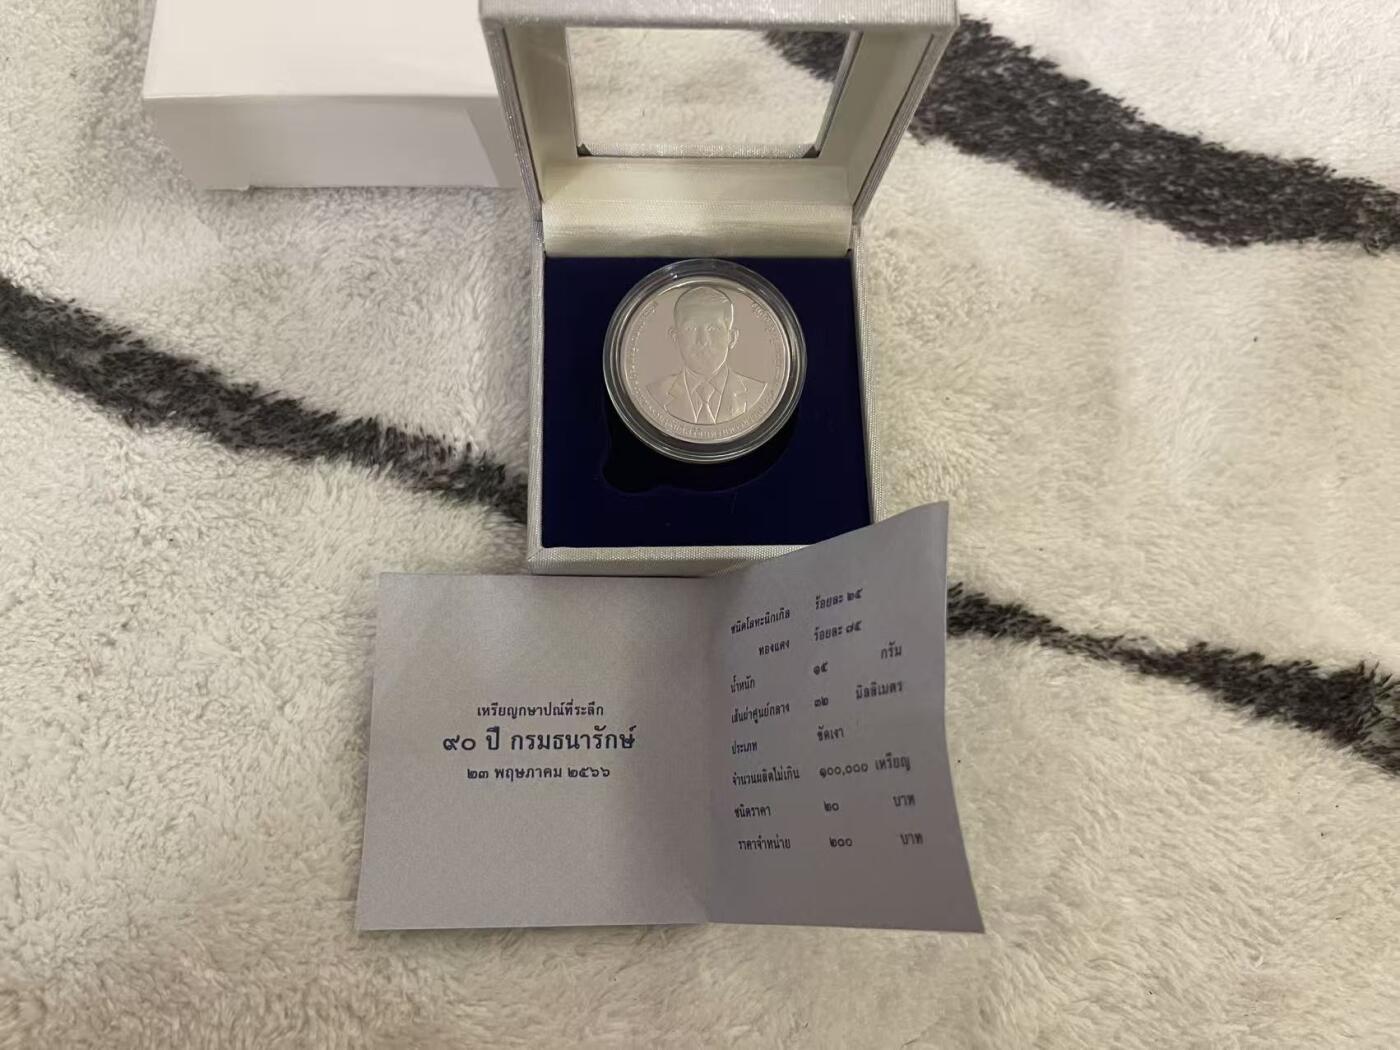 เหรียญกษาปณ์ที่ระลึก
๙๐ ปี กรมธนารักษ์
๒๓ พฤษภาคม ๒๕๖๖
ชนิดโลหะนิกเกิล ร้อยละ ๒๕
ทองแดง ร้อยละ ๗๕
น้ำหนัก ๑๕ กรัม
เส้นผ่าศูนย์กลาง ๓๒ มิลลิเมตร
ประเภท ขัดเงา
จำนวนผลิตไม่เกิน ๑๐๐,๐๐๐ เหรียญ
ชนิดราคา ๒๐ บาท
ราคาจำหน่าย ๒๐๐ บาท